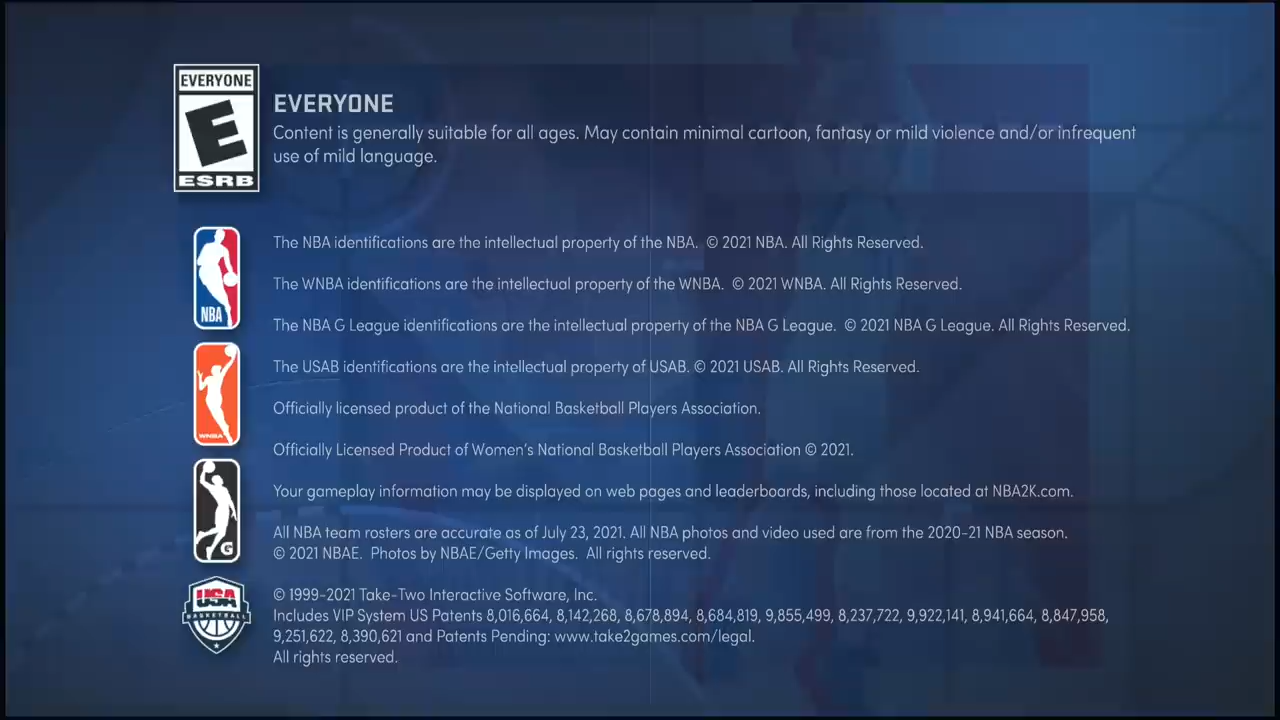 EVERYONE
E
ESRB
EVERYONE
Content is generally suitable for all ages. May contain minimal cartoon, fantasy or mild violence and/or infrequent
use of mild language.
NBA
The NBA identifications are the intellectual property of the NBA. © 2021 NBA. All Rights Reserved.
The WNBA identifications are the intellectual property of the WNBA. © 2021 WNBA. All Rights Reserved.
The NBA G League identifications are the intellectual property of the NBA G League. © 2021 NBA G League. All Rights Reserved.
WNBA
The USAB identifications are the intellectual property of USAB. © 2021 USAB. All Rights Reserved.
Officially licensed product of the National Basketball Players Association.
Officially Licensed Product of Women's National Basketball Players Association © 2021.
G
Your gameplay information may be displayed on web pages and leaderboards, including those located at NBA2K.com.
All NBA team rosters are accurate as of July 23, 2021. All NBA photos and video used are from the 2020-21 NBA season.
© 2021 NBAE. Photos by NBAE/Getty Images. All rights reserved.
USA
BASKETBALL
© 1999-2021 Take-Two Interactive Software, Inc.
Includes VIP System US Patents 8,016,664, 8,142,268, 8,678,894, 8,684,819, 9,855,499, 8,237,722, 9,922,141, 8,941,664, 8,847,958,
9,251,622, 8,390,621 and Patents Pending: www.take2games.com/legal.
All rights reserved.